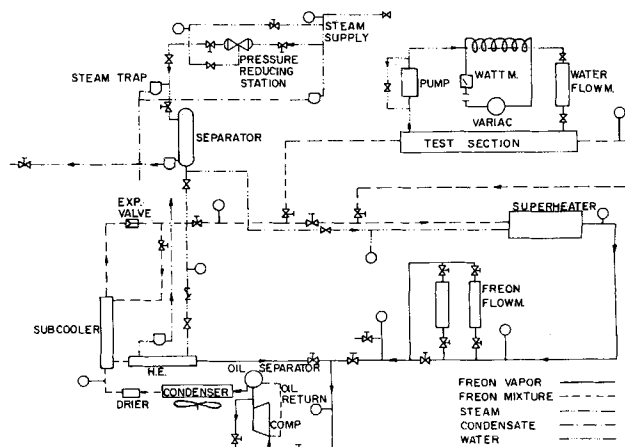 STEAM
SUPPLY
PRESSURE
REDUCING
STATION
STEAM TRAP
SEPARATOR
PUMP
WATT M.
VARIAC
WATER
FLOWM.
TEST SECTION
EXP.
VALVE
SUPERHEATER
FREON
FLOWM.
SUBCOOLER
H.E.
OIL SEPARATOR
CONDENSER
OIL
RETURN
DRIER
COMP
FREON VAPOR
FREON MIXTURE
STEAM
CONDENSATE
WATER